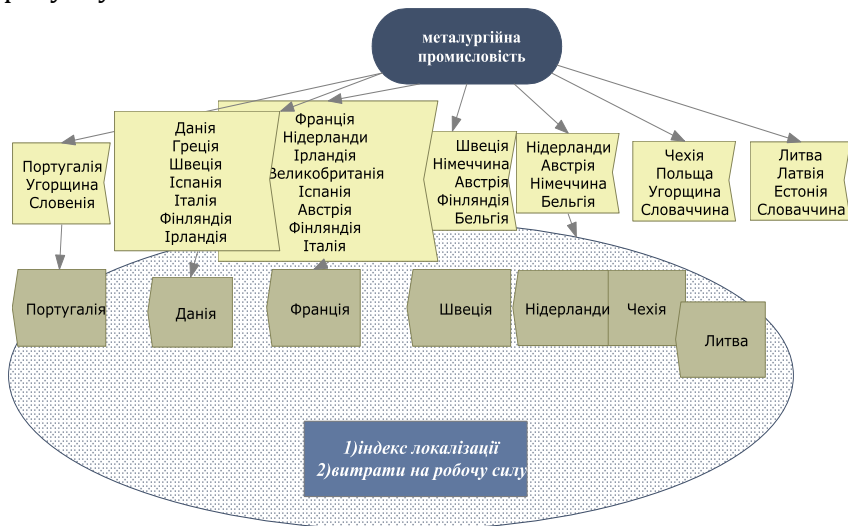 металургійна
промисловість
Португалія
Угорщина
Словенія
Данія
Греція
Швеція
Іспанія
Італія
Фінляндія
Ірландія
Франція
Нідерланди
Ірландія
Великобританія
Іспанія
Австрія
Фінляндія
Італія
Швеція
Німеччина
Австрія
Фінляндія
Бельгія
Нідерланди
Австрія
Німеччина
Бельгія
Чехія
Польща
Угорщина
Словаччина
Литва
Латвія
Естонія
Словаччина
Португалія
Данія
Франція
Швеція
Нідерланди
Чехія
Литва
1)індекс локалізації
2)витрати на робочу силу